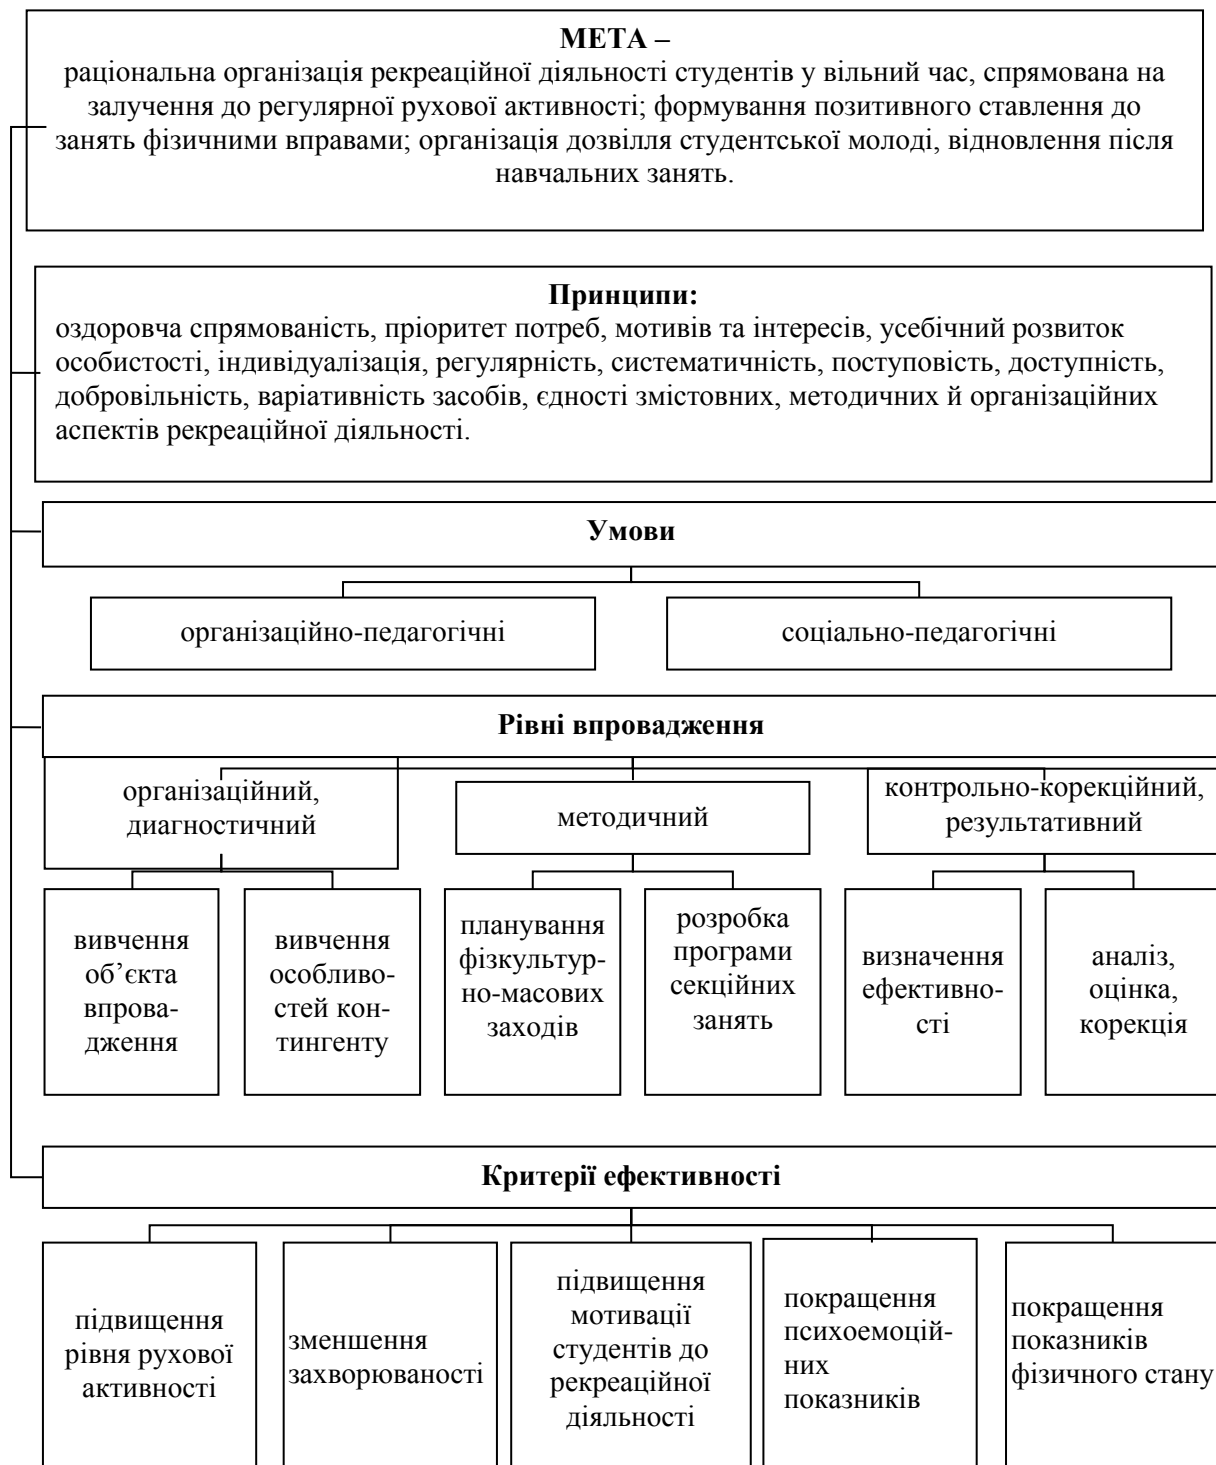 МЕТА –
раціональна організація рекреаційної діяльності студентів у вільний час, спрямована на
залучення до регулярної рухової активності; формування позитивного ставлення до
занять фізичними вправами; організація дозвілля студентської молоді, відновлення після
навчальних занять.
Принципи:
оздоровча спрямованість, пріоритет потреб, мотивів та інтересів, усебічний розвиток
особистості, індивідуалізація, регулярність, систематичність, поступовість, доступність,
добровільність, варіативність засобів, єдності змістовних, методичних й організаційних
аспектів рекреаційної діяльності.
Умови
організаційно-педагогічні
соціально-педагогічні
Рівні впровадження
організаційний,
диагностичний
методичний
контрольно-корекційний,
результативний
вивчення
об’єкта
впрова-
дження
вивчення
особливо-
стей кон-
тингенту
планування
фізкультур-
но-масових
заходів
розробка
програми
секційних
занять
визначення
ефективно-
сті
аналіз,
оцінка,
корекція
Критерії ефективності
підвищення
рівня рухової
активності
зменшення
захворюваності
підвищення
мотивації
студентів до
рекреаційної
діяльності
покращення
психоемоцій-
них
показників
покращення
показників
фізичного стану